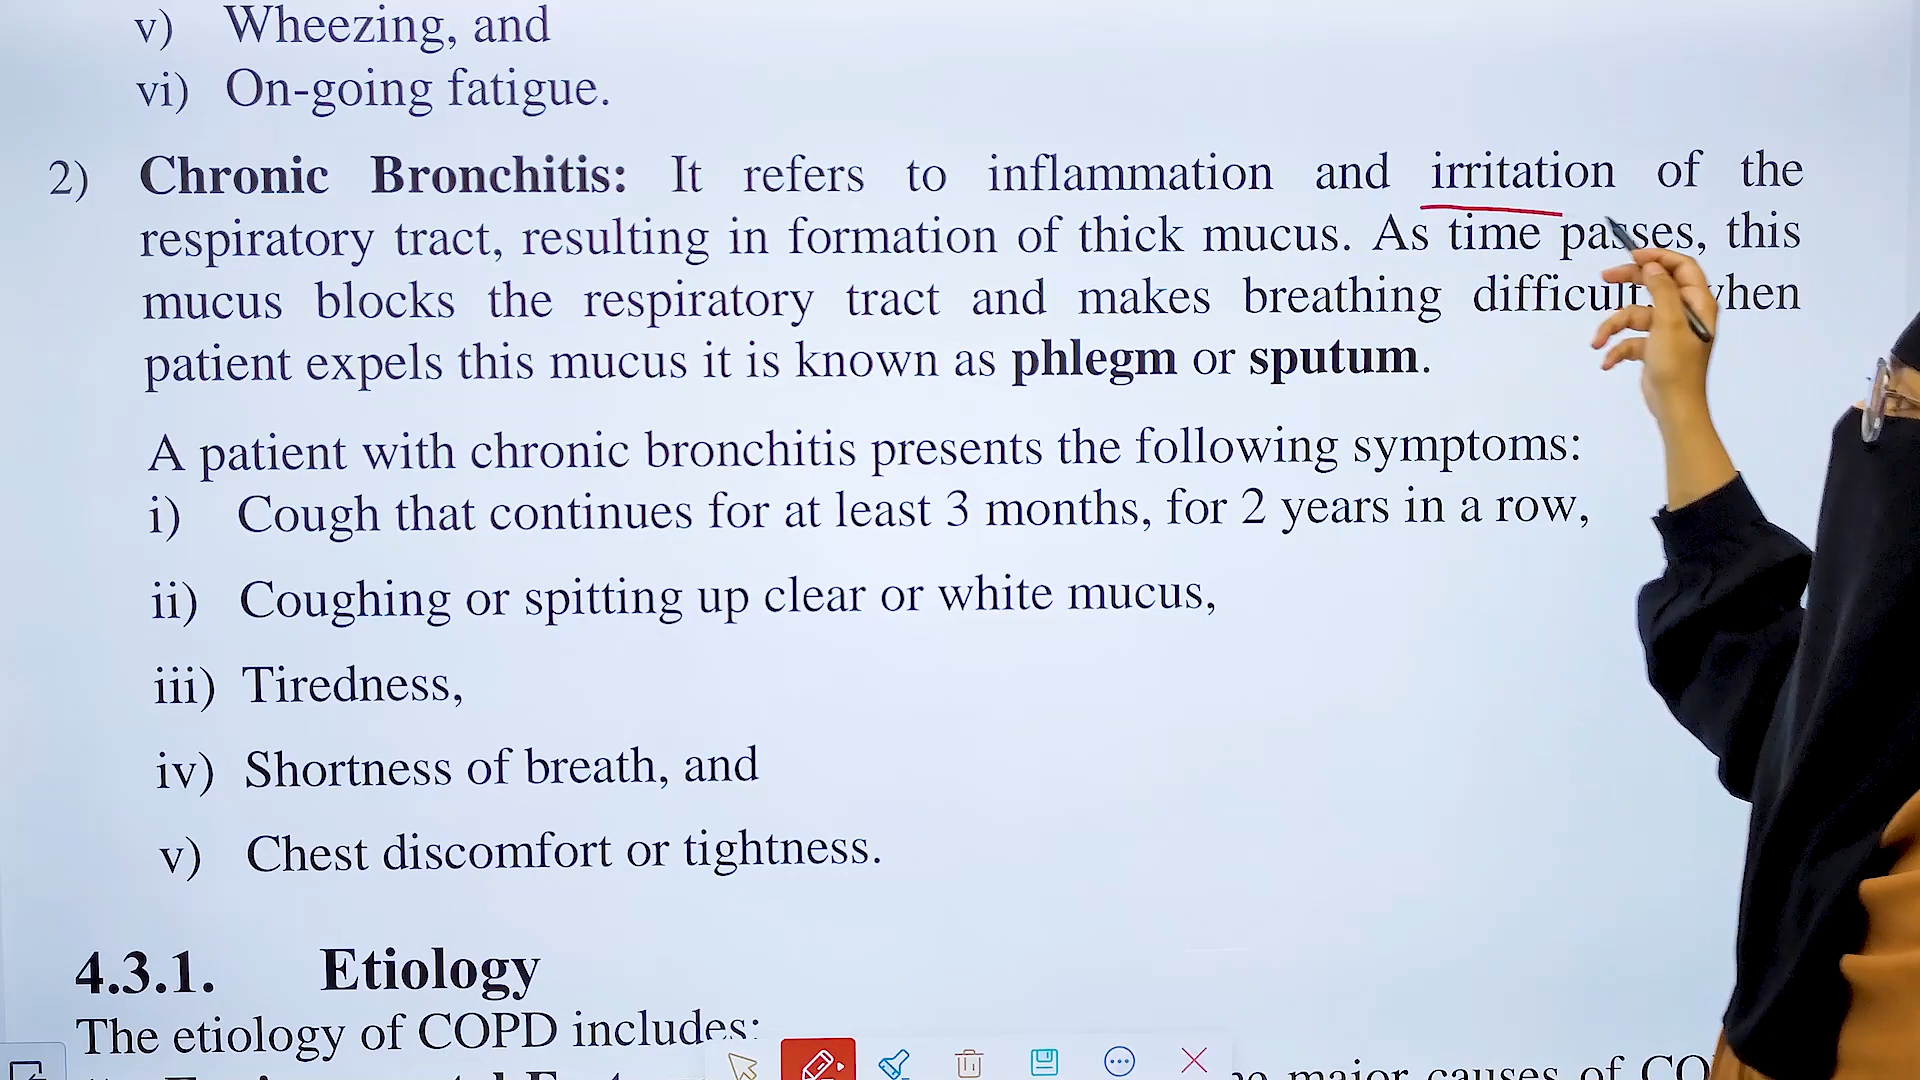 v) Wheezing, and
vi) On-going fatigue.
2) Chronic Bronchitis: It refers to inflammation and irritation of the
respiratory tract, resulting in formation of thick mucus. As time passes, this
mucus blocks the respiratory tract and makes breathing difficult,
patient expels this mucus it is known as phlegm or sputum.
A patient with chronic bronchitis presents the following symptoms:
i) Cough that continues for at least 3 months, for 2 years in a row,
ii) Coughing or spitting up clear or white mucus,
iii) Tiredness,
iv) Shortness of breath, and
v) Chest discomfort or tightness.
4.3.1. Etiology
The etiology of COPD includes:
major causes of